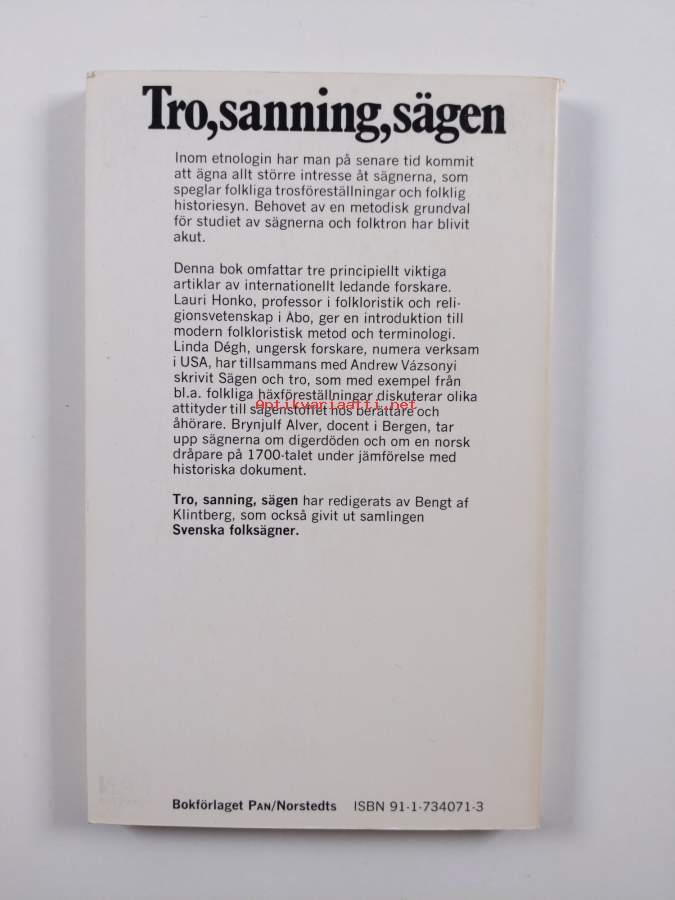 Tro, sanning, sägen
Inom etnologin har man på senare tid kommit
att ägna allt större intresse åt sägnerna, som
speglar folkliga trosföreställningar och folklig
historiesyn. Behovet av en metodisk grundval
för studiet av sägnerna och folktron har blivit
akut.
Denna bok omfattar tre principiellt viktiga
artiklar av internationellt ledande forskare.
Lauri Honko, professor i folkloristik och reli-
gionsvetenskap i Åbo, ger en introduktion till
modern folkloristisk metod och terminologi.
Linda Dégh, ungersk forskare, numera verksam
i USA, har tillsammans med Andrew Vázsonyi
skrivit Sägen och tro, som med exempel från
bl.a. folkliga häxföreställningar diskuterar olika
attityder till sägenstoffet hos berättare och
åhörare. Brynjulf Alver, docent i Bergen, tar
upp sägnerna om digerdöden och om en norsk
dråpare på 1700-talet under jämförelse med
historiska dokument.
Tro, sanning, sägen har redigerats av Bengt af
Klintberg, som också givit ut samlingen
Svenska folksägner.
Bokförlaget PAN/Norstedts ISBN 91-1-734071-3